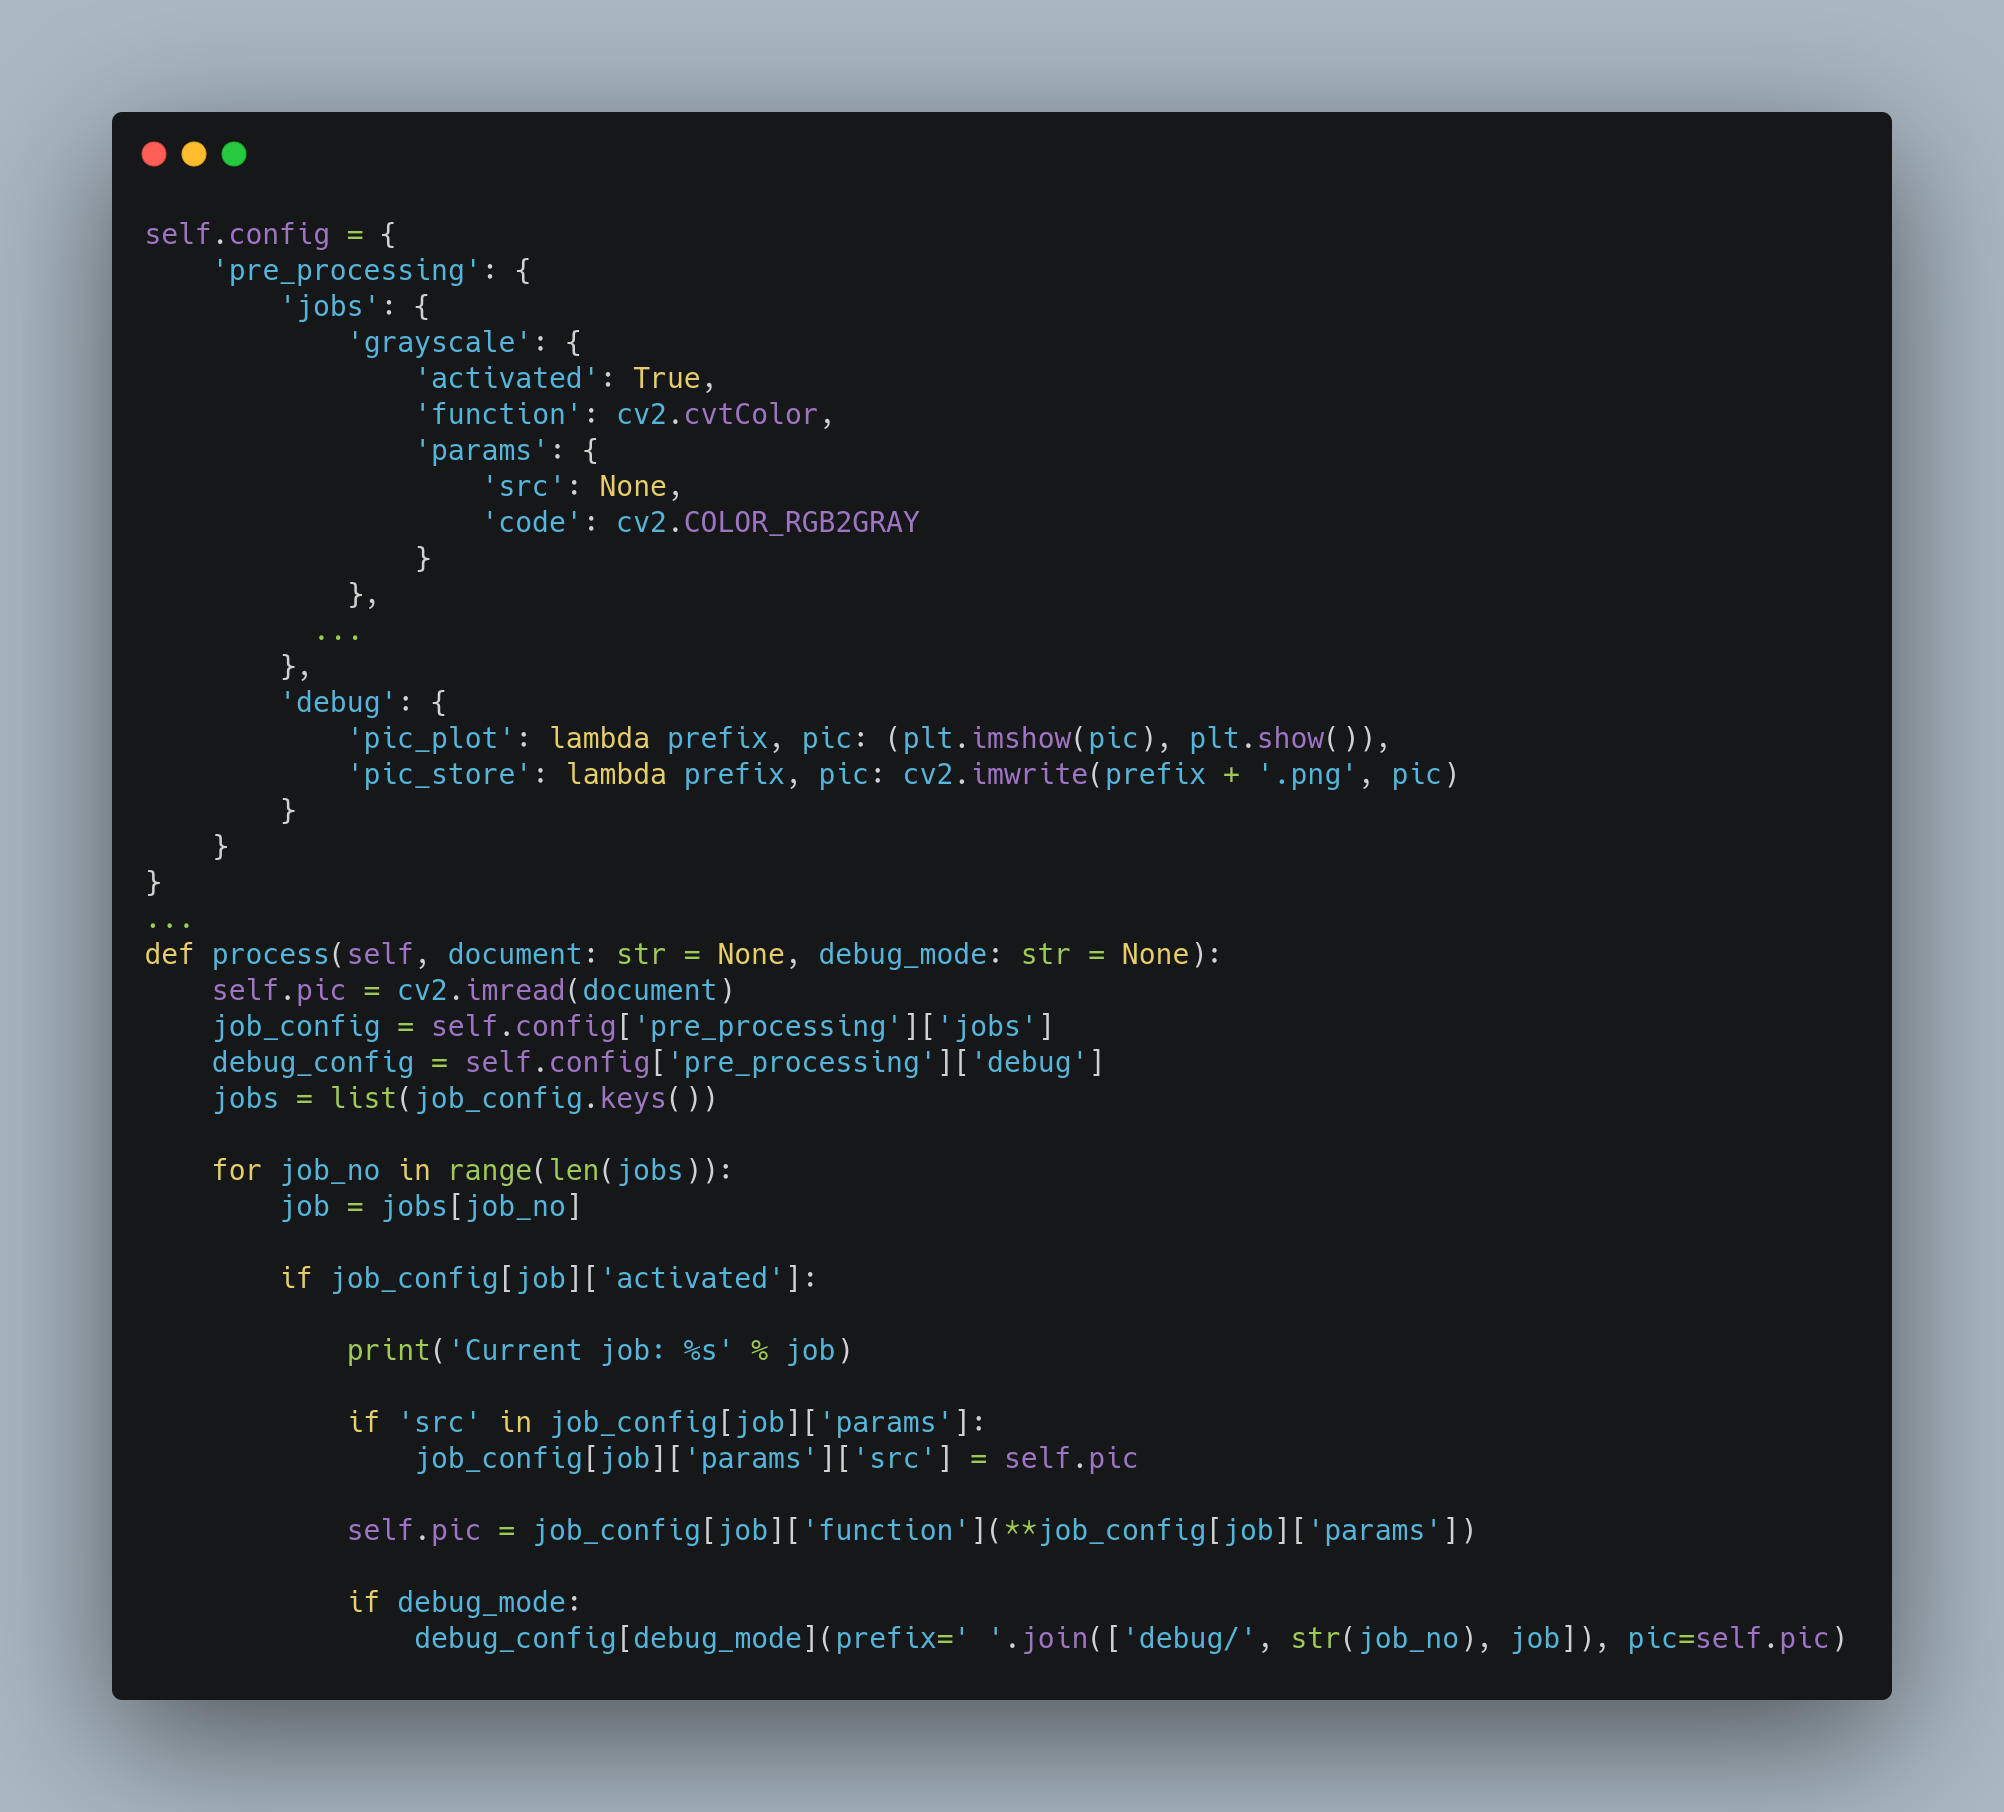 self.config = {
    'pre_processing': {
        'jobs': {
            'grayscale': {
                'activated': True,
                'function': cv2.cvtColor,
                'params': {
                    'src': None,
                    'code': cv2.COLOR_RGB2GRAY
                }
            },
          ...
        },
        'debug': {
            'pic_plot': lambda prefix, pic: (plt.imshow(pic), plt.show()),
            'pic_store': lambda prefix, pic: cv2.imwrite(prefix + '.png', pic)
        }
    }
}
...
def process(self, document: str = None, debug_mode: str = None):
    self.pic = cv2.imread(document)
    job_config = self.config['pre_processing']['jobs']
    debug_config = self.config['pre_processing']['debug']
    jobs = list(job_config.keys())

    for job_no in range(len(jobs)):
        job = jobs[job_no]

        if job_config[job]['activated']:

            print('Current job: %s' % job)

            if 'src' in job_config[job]['params']:
                job_config[job]['params']['src'] = self.pic

            self.pic = job_config[job]['function'](**job_config[job]['params'])

            if debug_mode:
                debug_config[debug_mode](prefix=' '.join(['debug/', str(job_no), job]), pic=self.pic)